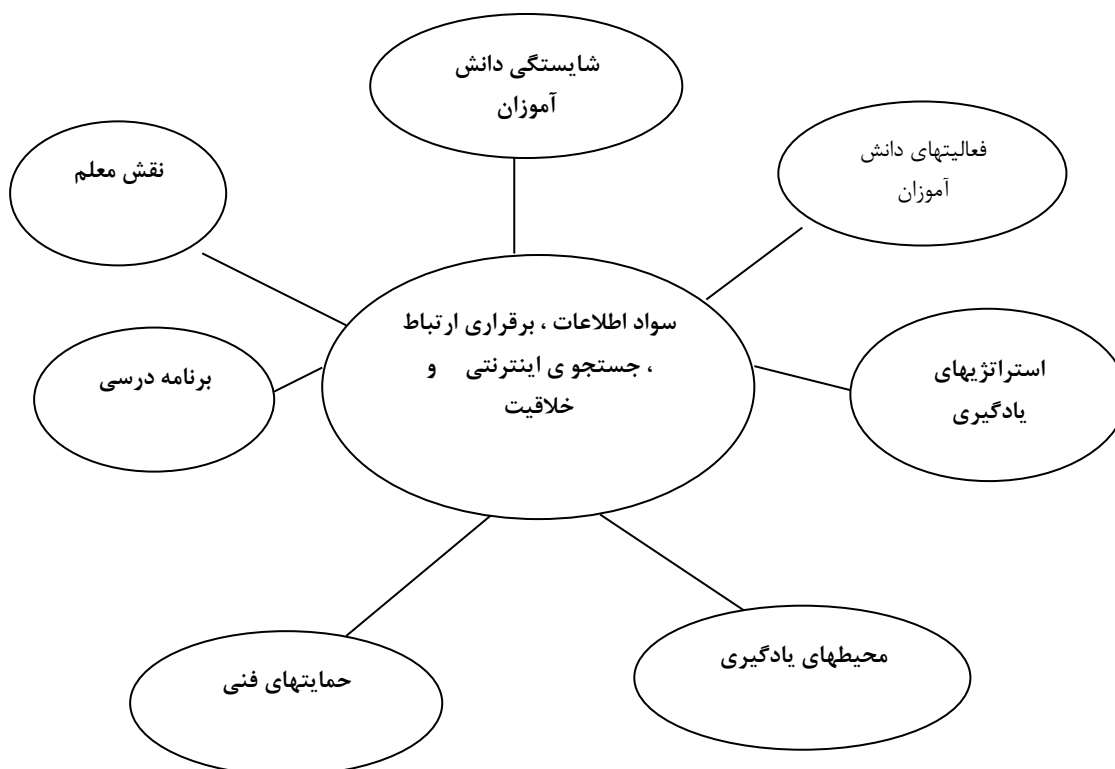 شایستگی دانش
آموزان
فعالیتهای دانش
آموزان
نقش معلم
سواد اطلاعات ، برقراری ارتباط
، جستجو ی اینترنتی و
خلاقیت
استراتژیهای
یادگیری
برنامه درسی
محیطهای یادگیری
حمایتهای فنی